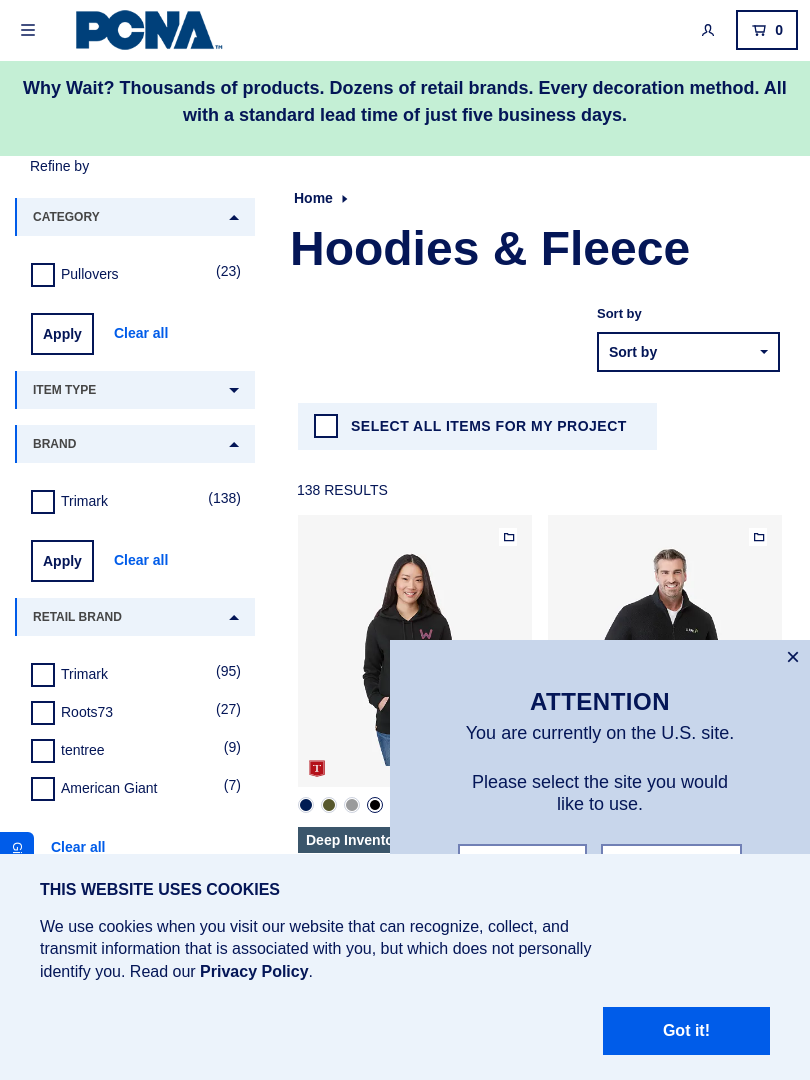 PCNA™
0
Why Wait? Thousands of products. Dozens of retail brands. Every decoration method. All
with a standard lead time of just five business days.
Refine by
Home
Hoodies & Fleece
CATEGORY
Pullovers (23)
Apply Clear all
ITEM TYPE
BRAND
Trimark (138)
Apply Clear all
RETAIL BRAND
Trimark (95)
Roots73 (27)
tentree (9)
American Giant (7)
Clear all
Sort by
Sort by
SELECT ALL ITEMS FOR MY PROJECT
138 RESULTS
W
T
Deep Invento
×
ATTENTION
You are currently on the U.S. site.
Please select the site you would
like to use.
THIS WEBSITE USES COOKIES
We use cookies when you visit our website that can recognize, collect, and
transmit information that is associated with you, but which does not personally
identify you. Read our Privacy Policy.
Got it!